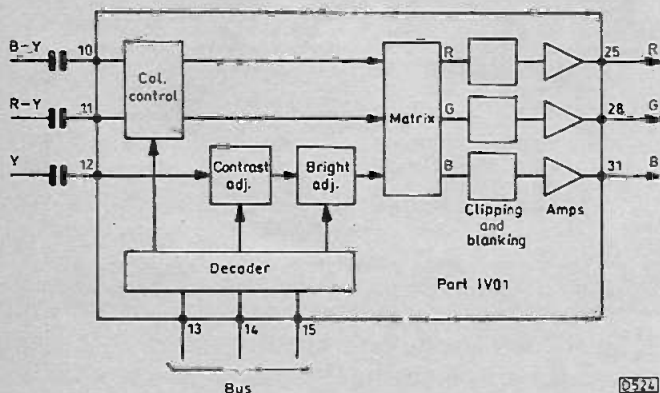 B-Y
10
R-Y
11
Y
12
Col.
control
Contrast
adj.
Bright
adj.
Matrix
R
G
B
Clipping
and
blanking
Amps
25
R
28
G
31
B
Decoder
Part IV01
13
14
15
Bus
D524